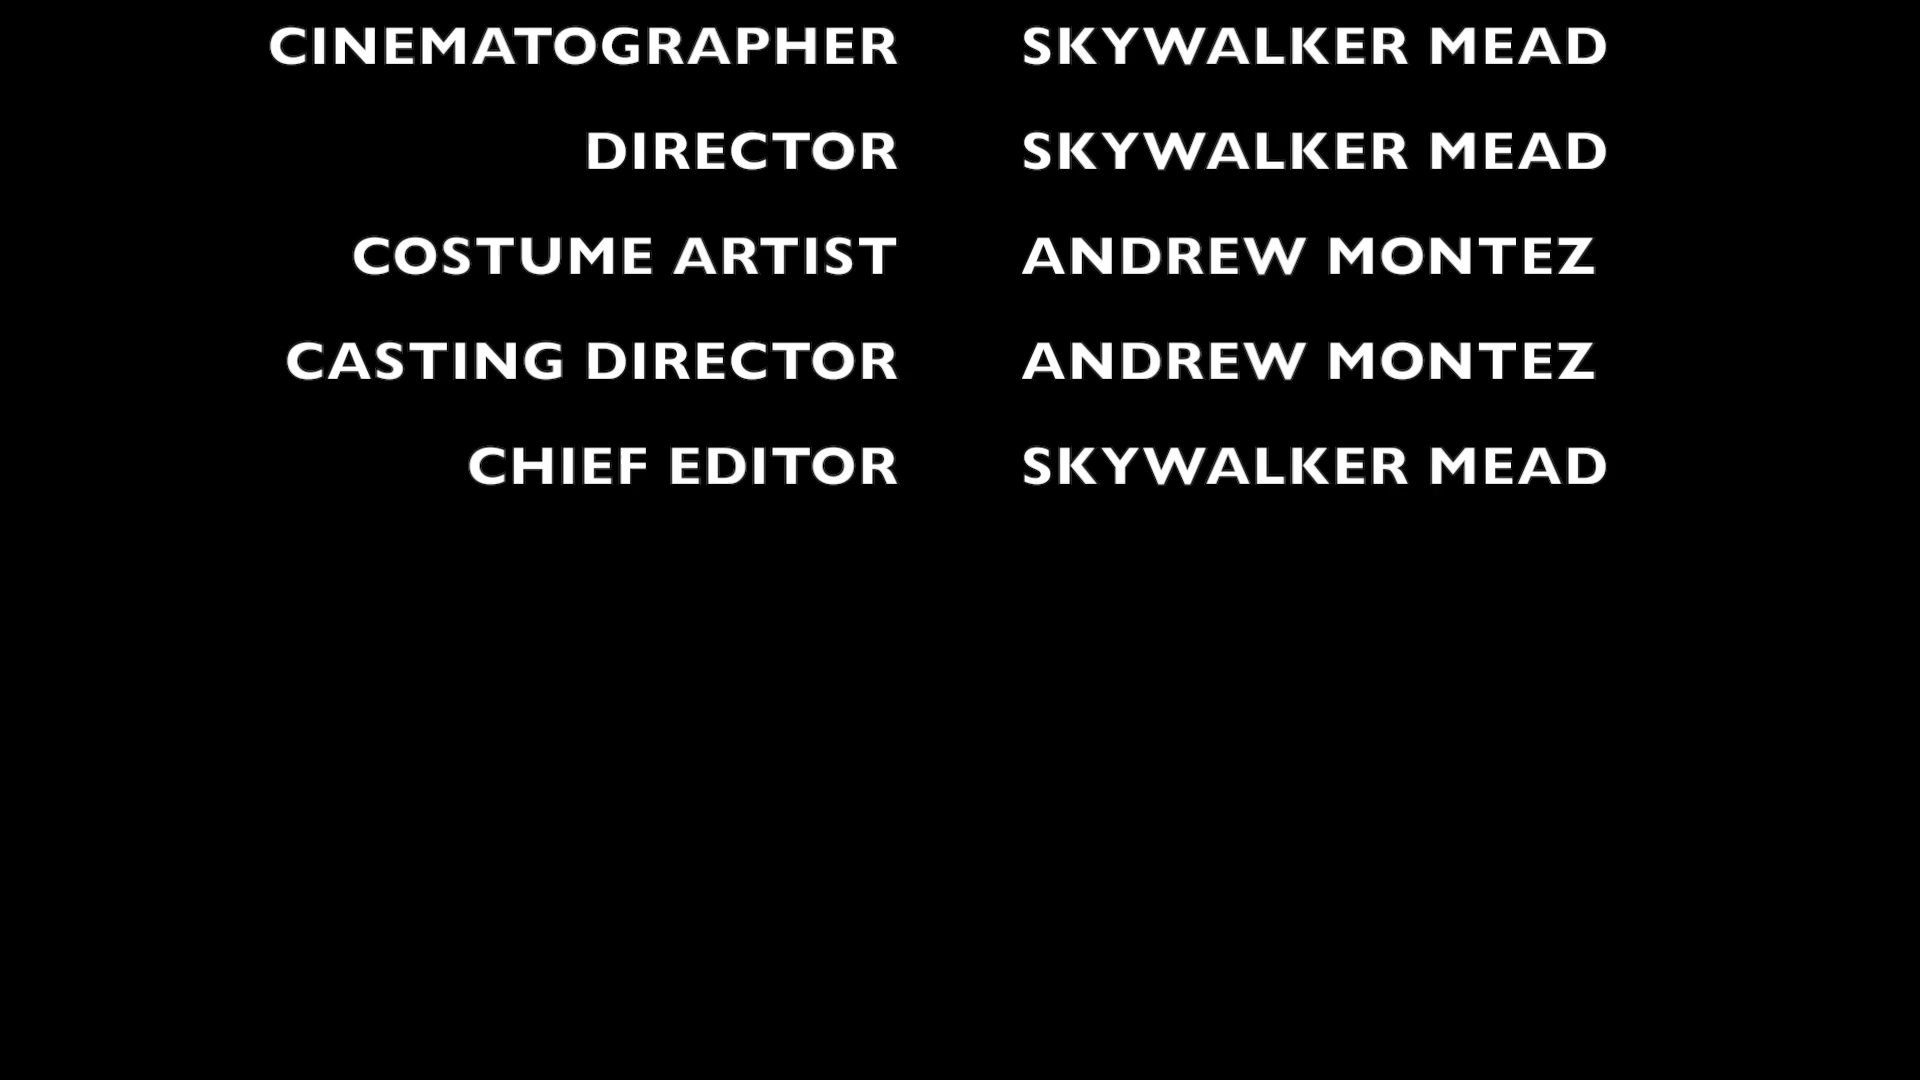 CINEMATOGRAPHER SKYWALKER MEAD
DIRECTOR SKYWALKER MEAD
COSTUME ARTIST ANDREW MONTEZ
CASTING DIRECTOR ANDREW MONTEZ
CHIEF EDITOR SKYWALKER MEAD